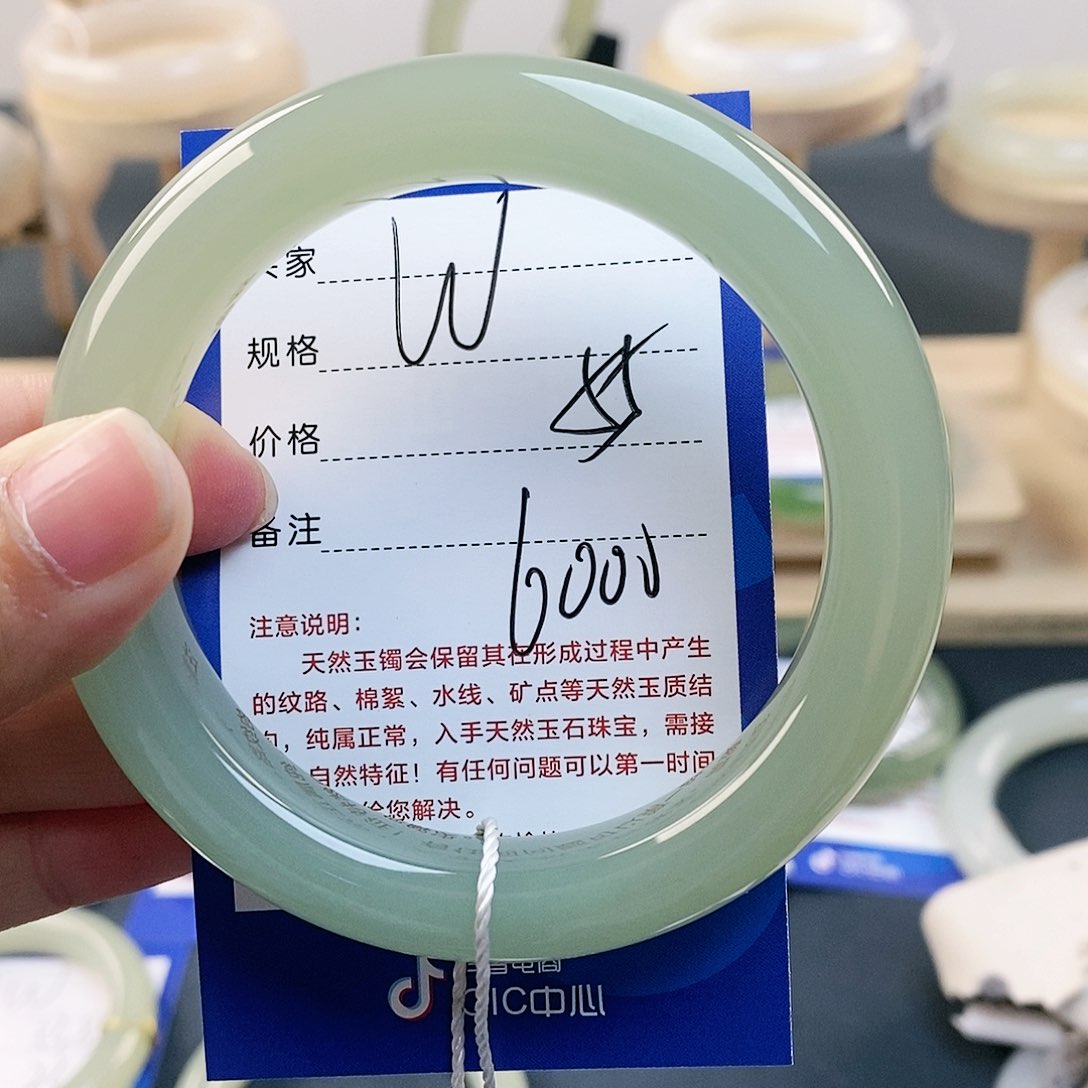 家 W
规格
价格
备注 6000
注意说明：
天然玉镯会保留其在形成过程中产生
的纹路、棉絮、水线、矿点等天然玉质结
，纯属正常，入手天然玉石珠宝，需接
自然特征！有任何问题可以第一时间
给您解决。
QIC中心